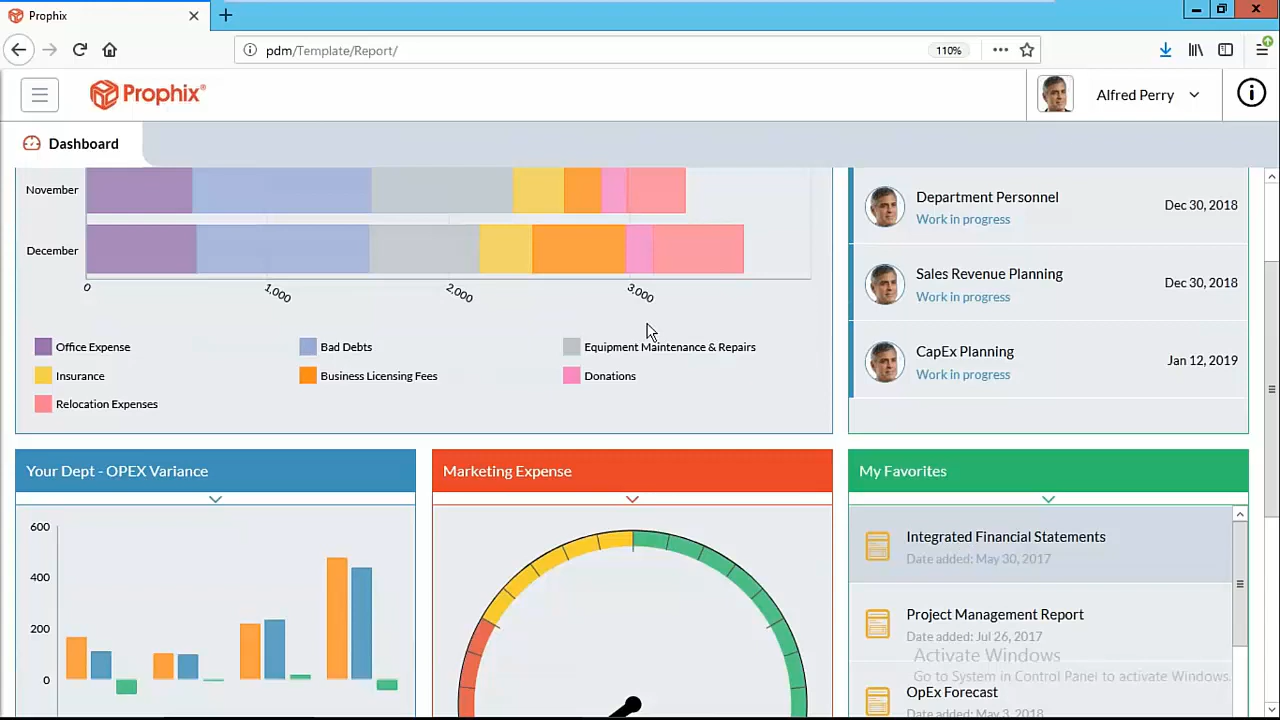 Prophix
pdm/Template/Report/
110%
Prophix®
Alfred Perry
Dashboard
November
December
0
1,000
2,000
3,000
Office Expense
Bad Debts
Equipment Maintenance & Repairs
Insurance
Business Licensing Fees
Donations
Relocation Expenses
Department Personnel
Work in progress
Dec 30, 2018
Sales Revenue Planning
Work in progress
Dec 30, 2018
CapEx Planning
Work in progress
Jan 12, 2019
Your Dept - OPEX Variance
600
400
200
0
Marketing Expense
My Favorites
Integrated Financial Statements
Date added: May 30, 2017
Project Management Report
Date added: Jul 26, 2017
Activate Windows
Go to System in Control Panel to activate Windows.
OpEx Forecast
Date added: May 3, 2018